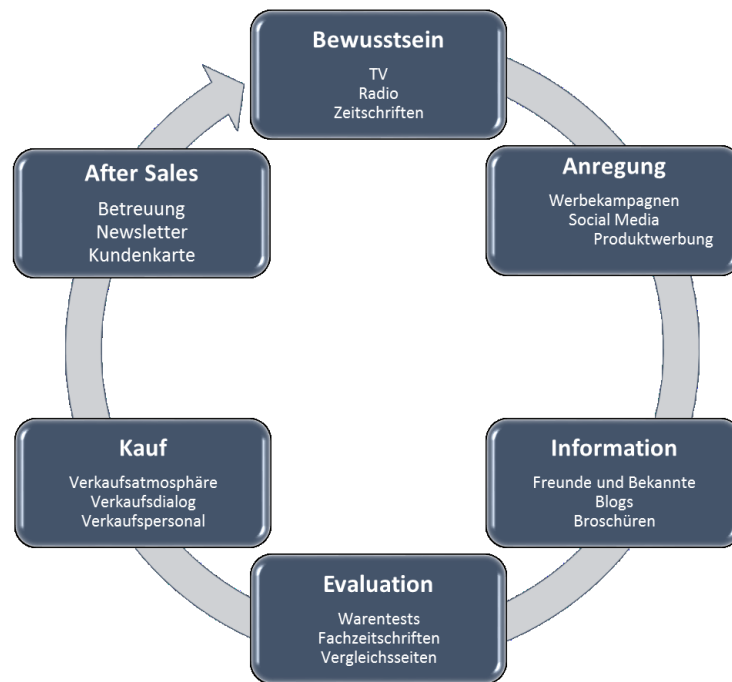 Bewusstsein
TV
Radio
Zeitschriften
Anregung
Werbekampagnen
Social Media
Produktwerbung
Information
Freunde und Bekannte
Blogs
Broschüren
Evaluation
Warentests
Fachzeitschriften
Vergleichsseiten
Kauf
Verkaufsatmosphäre
Verkaufsdialog
Verkaufspersonal
After Sales
Betreuung
Newsletter
Kundenkarte